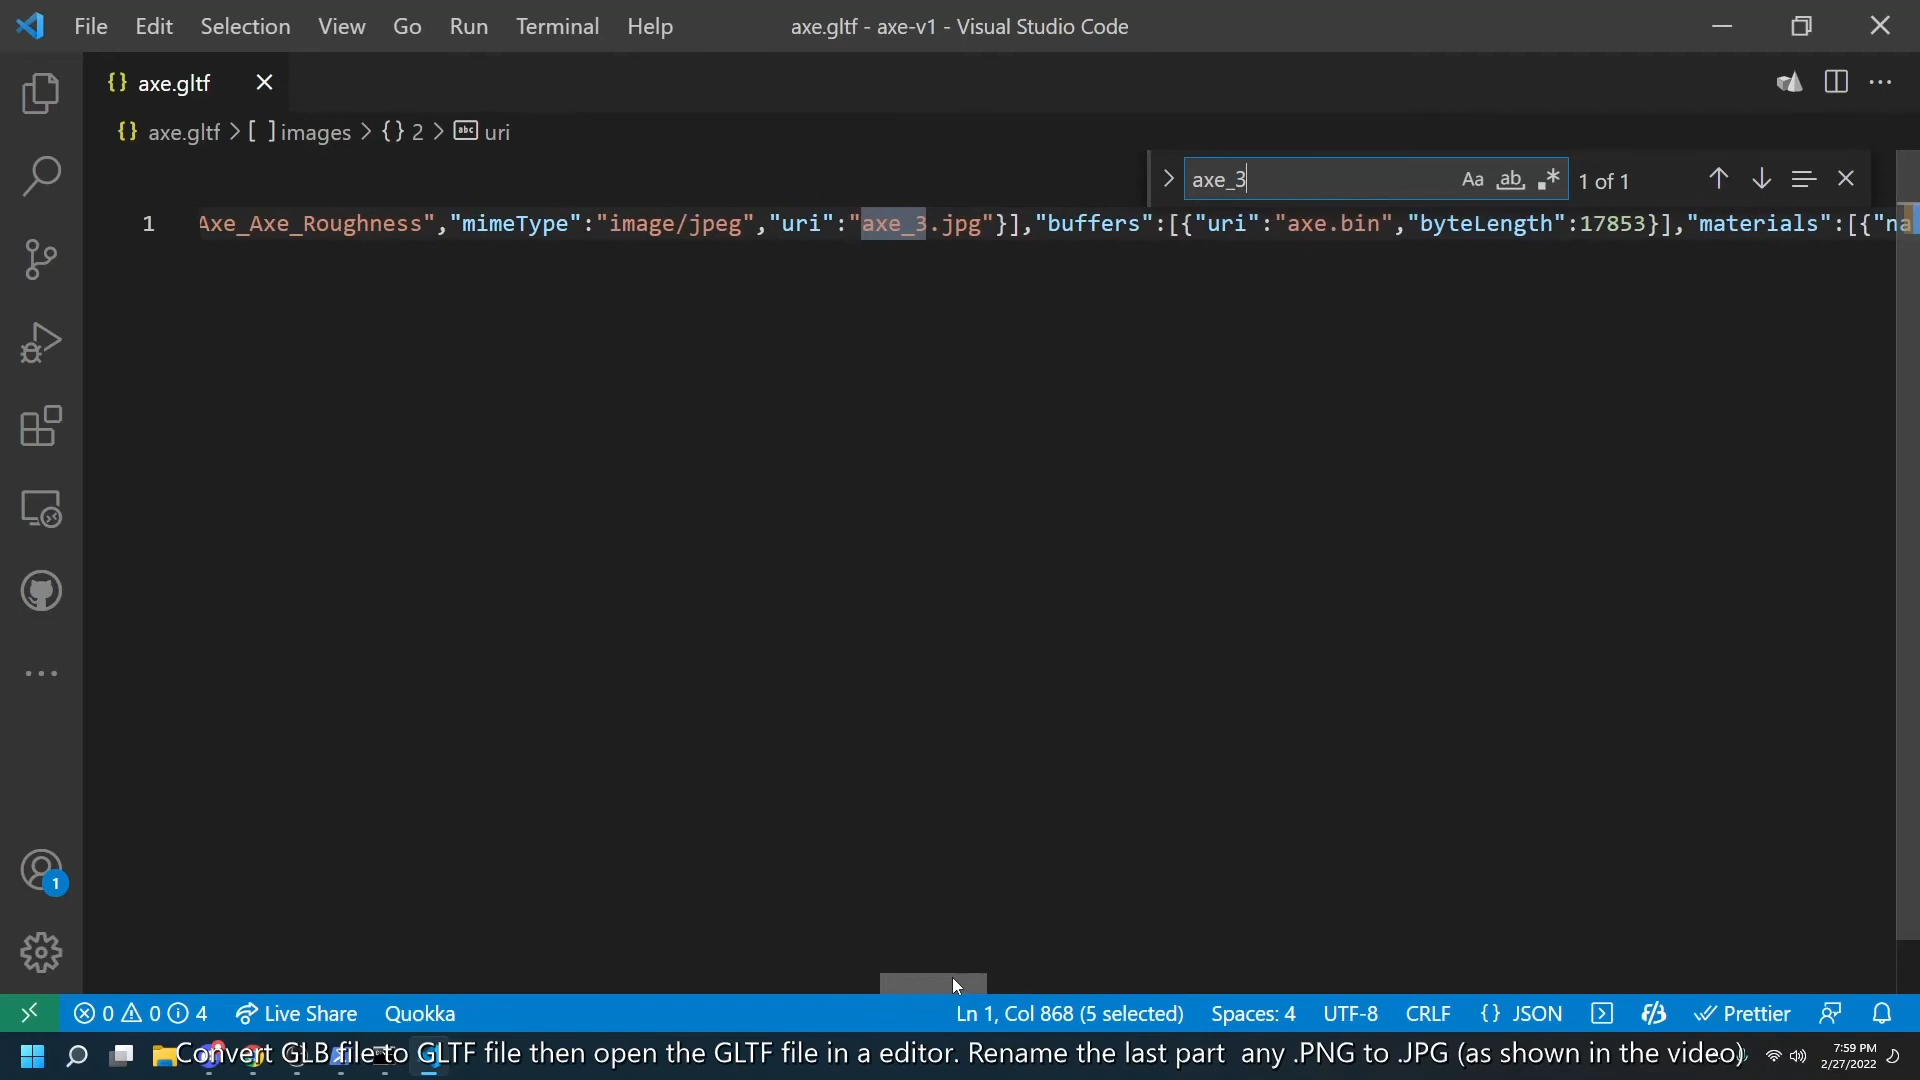 File Edit Selection View Go Run Terminal Help axe.gltf - axe-v1 - Visual Studio Code
{} axe.gltf
{} axe.gltf > [ ] images > {} 2 > abc uri
axe_3 Aa ab 1 of 1
1 Axe_Axe_Roughness","mimeType":"image/jpeg","uri":"axe_3.jpg"}],"buffers":[{"uri":"axe.bin","byteLength":17853}],"materials":[{"na
1
0 0 4 Live Share Quokka Ln 1, Col 868 (5 selected) Spaces: 4 UTF-8 CRLF {} JSON Prettier
Convert GLB file to GLTF file then open the GLTF file in a editor. Rename the last part any .PNG to .JPG (as shown in the video)
7:59 PM
2/27/2022